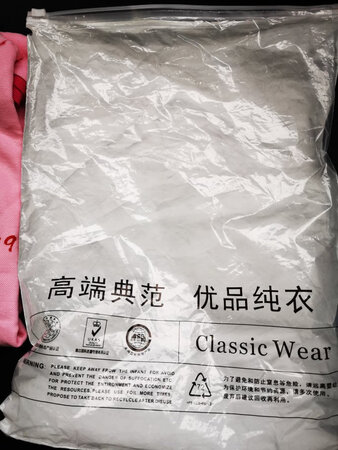 高端典范 优品纯衣
Classic Wear
WARNING
PLEASE KEEP AWAY FROM THE INFANT FOR AVOID
AND PREVENT THE DANGER OF SUFFOCATION ETC
FOR PROTECT THE ENTIRONMENT AND ECONOMIZE
THE RESOURCES, PLEASE USE FOR MORE TIMES,
PROPOSE TO TAKE BACK TO RECYCLE AFTER DISUSE
为了避免和防止窒息等危险,请远离婴
为保护环境和节约资源,请多次使用,
废弃后建议回收再利用。